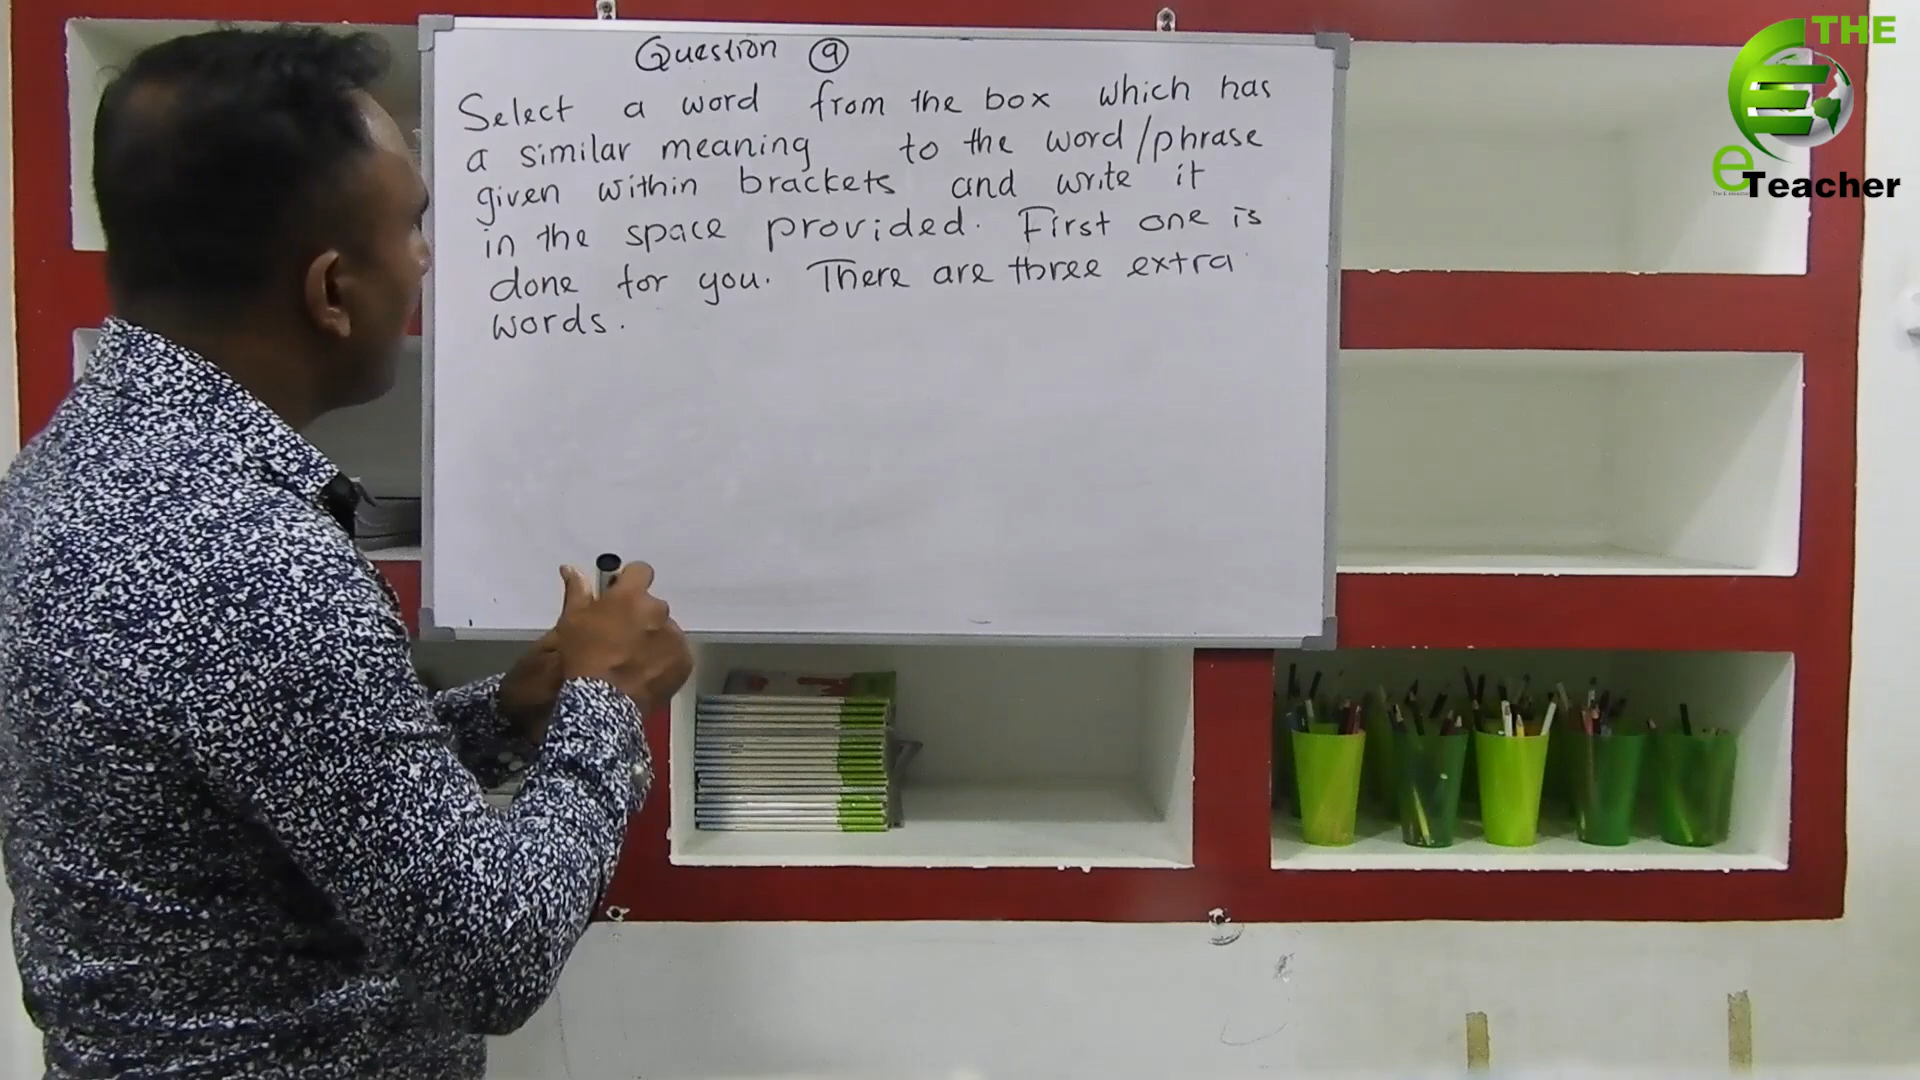 Question 9
Select a word from the box which has
a similar meaning to the word/phrase
given within brackets and write it
in the space provided. First one is
done for you. There are three extra
words.
THE
e
Teacher